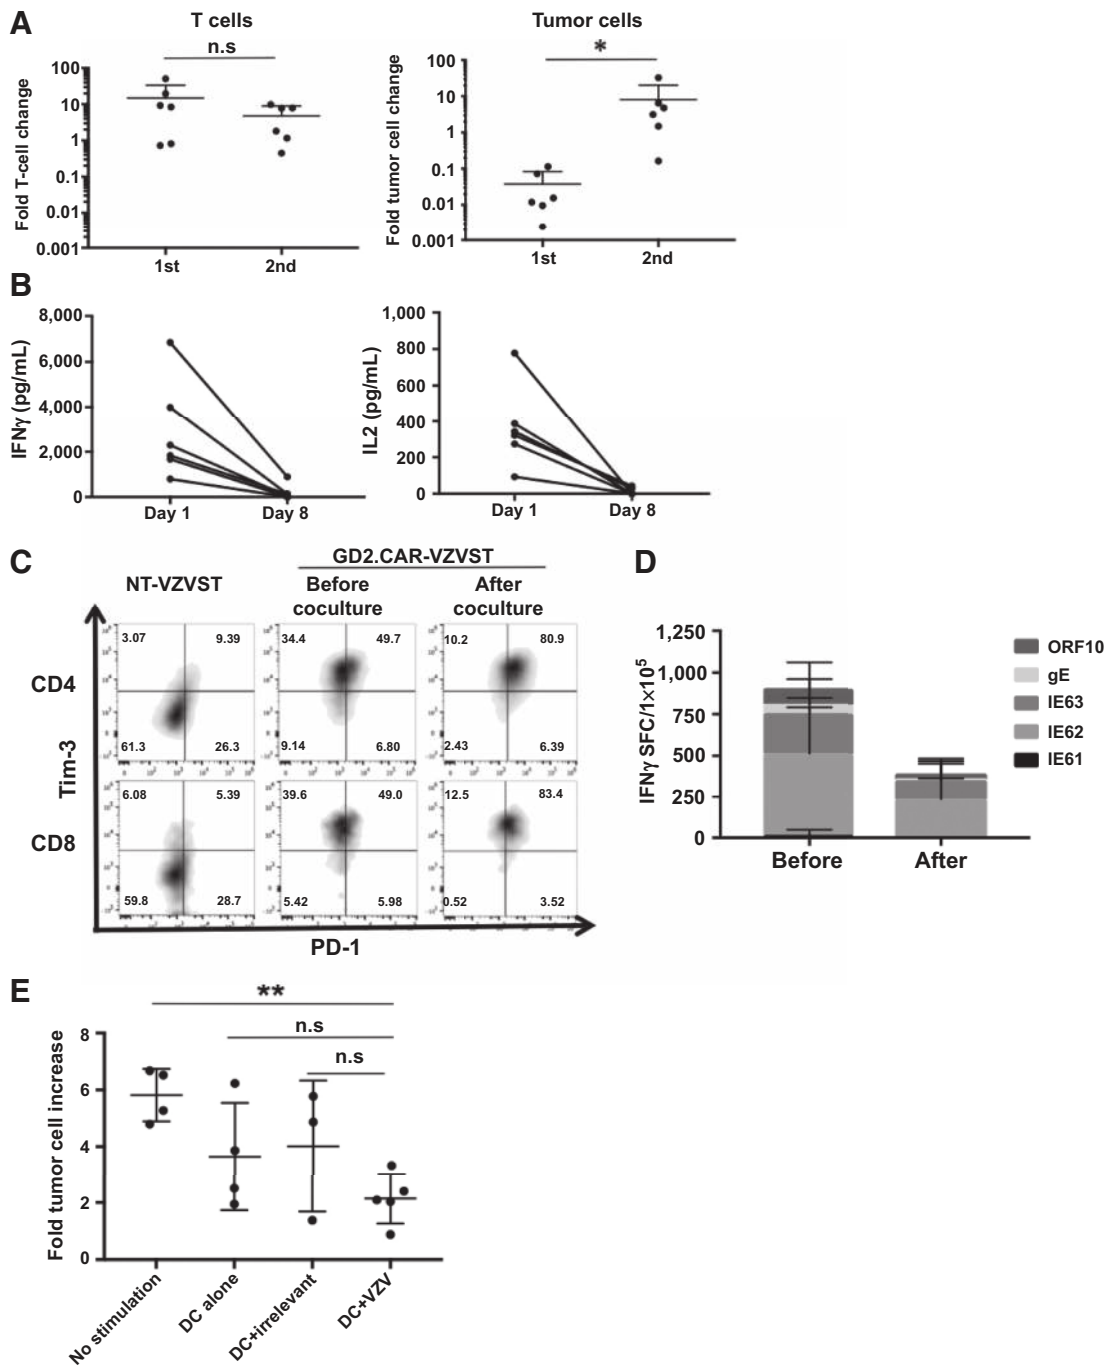 A
T cells
n.s
Fold T-cell change
100
10
1
0.1
0.01
0.001
1st 2nd
Tumor cells
*
Fold tumor cell change
100
10
1
0.1
0.01
0.001
1st 2nd
B
IFNγ (pg/mL)
8,000
6,000
4,000
2,000
0
Day 1 Day 8
IL2 (pg/mL)
1,000
800
600
400
200
0
Day 1 Day 8
C
GD2.CAR-VZVST
NT-VZVST Before After
coculture coculture
CD4
3.07 9.39 34.4 49.7 10.2 80.9
61.3 26.3 9.14 6.80 2.43 6.39
Tim-3
CD8
6.08 5.39 39.6 49.0 12.5 83.4
59.8 28.7 5.42 5.98 0.52 3.52
PD-1
D
IFNγ SFC/1×10⁵
1,250
1,000
750
500
250
0
Before After
ORF10
gE
IE63
IE62
IE61
E
**
n.s
n.s
Fold tumor cell increase
8
6
4
2
0
No stimulation
DC alone
DC+irrelevant
DC+VZV